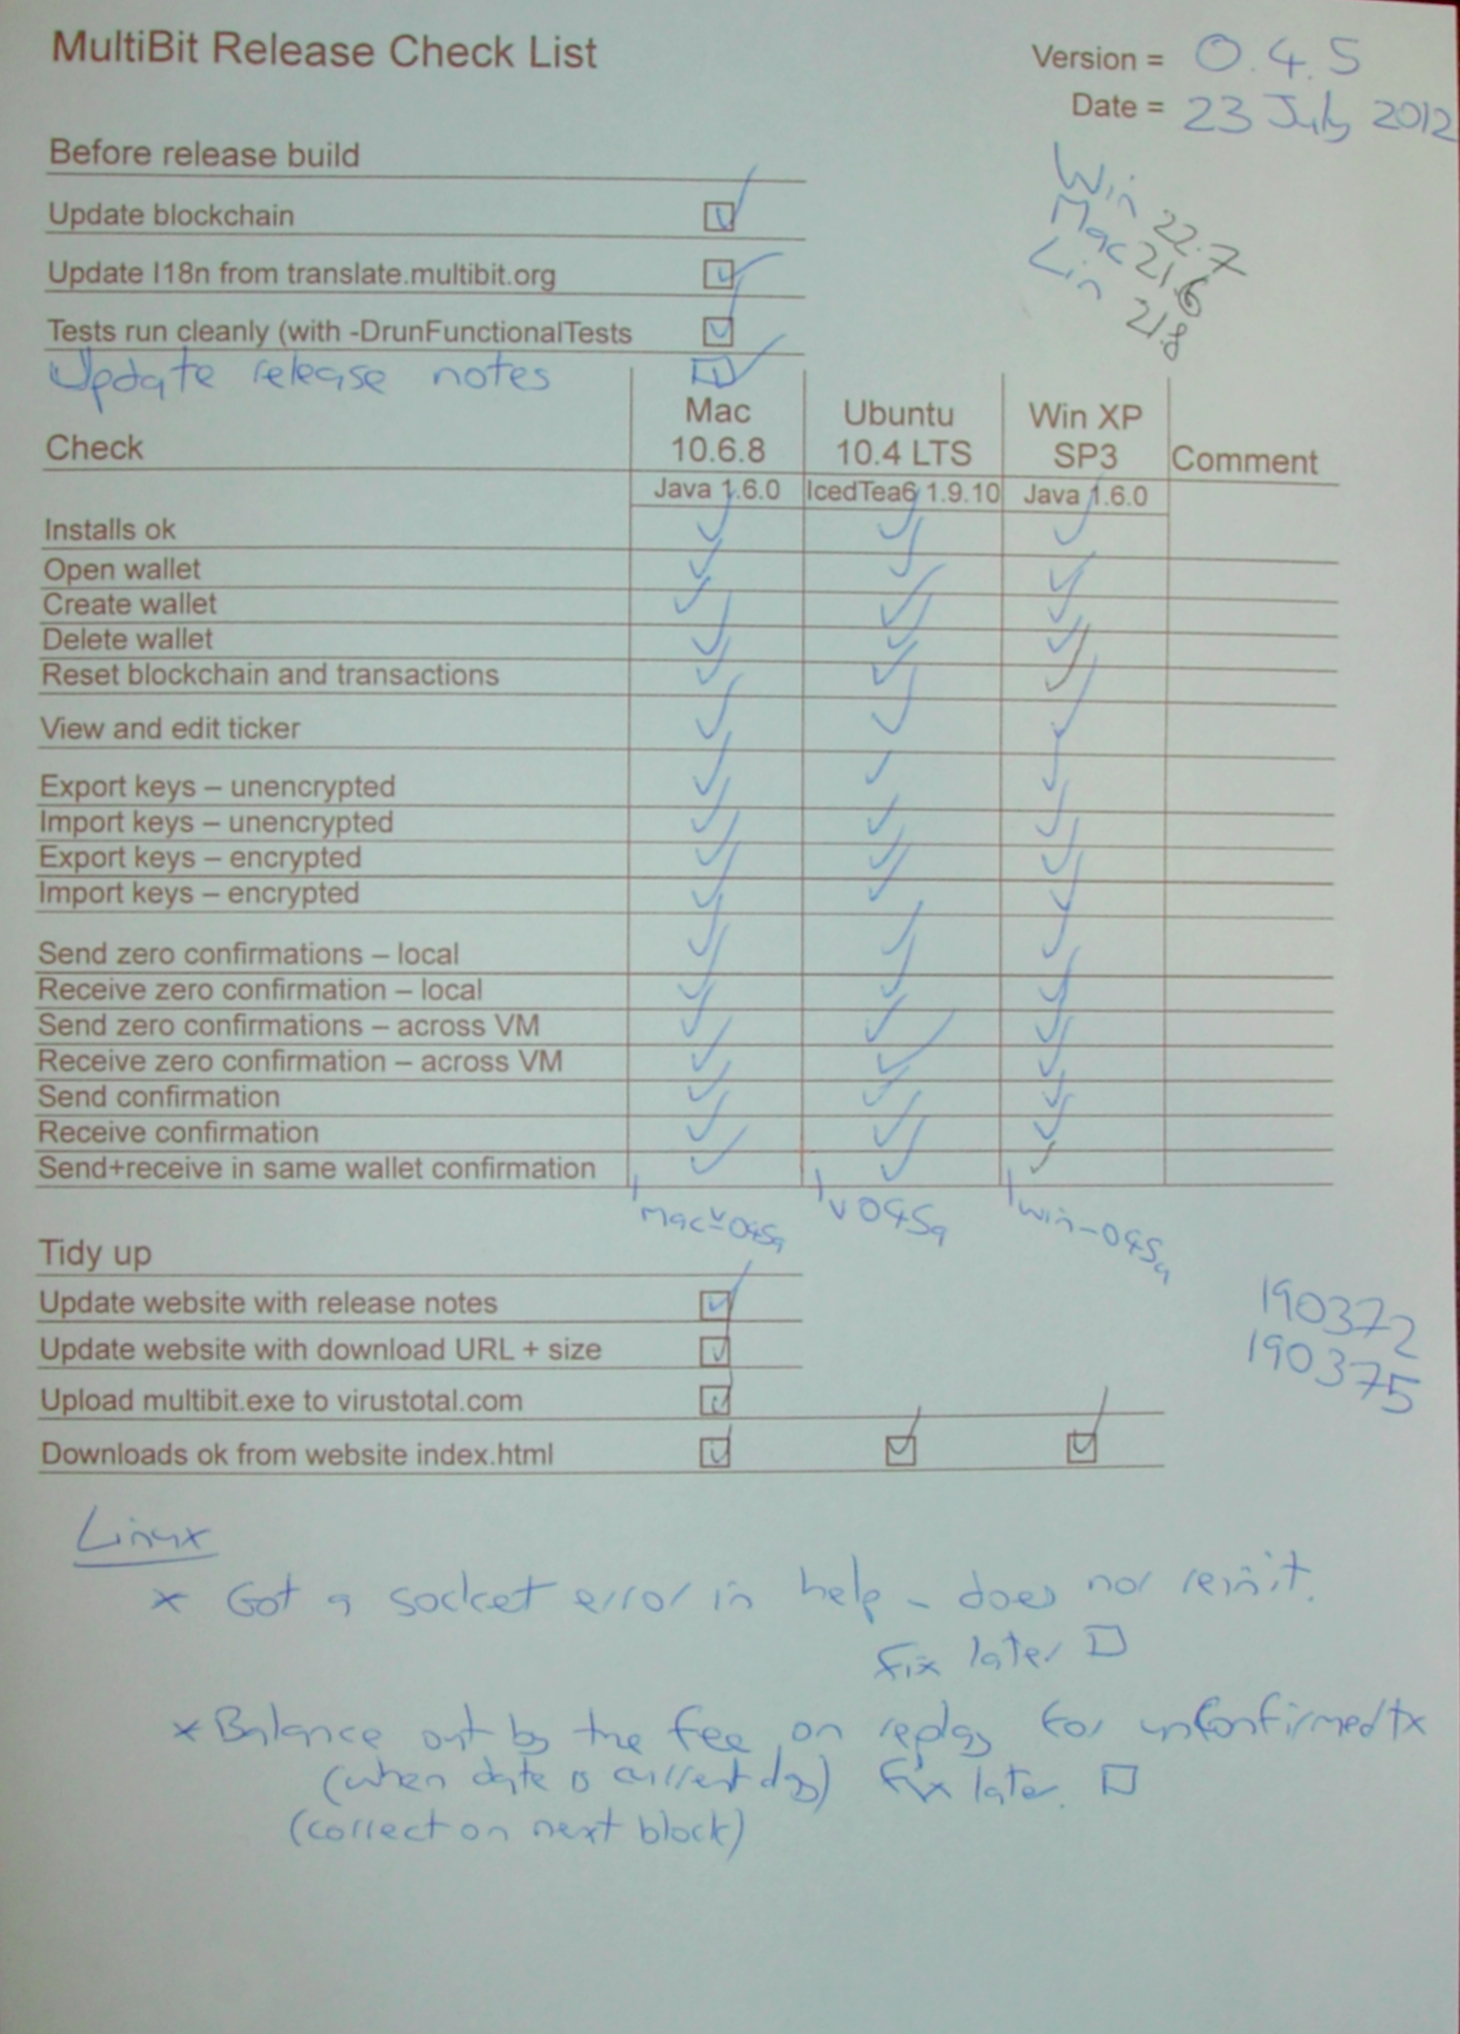 MultiBit Release Check List
Version = 0.4.5
Date = 23 July 2012
Before release build
Win 22.7
Mac 21.6
Lin 21.8
Update blockchain
Update I18n from translate.multibit.org
Tests run cleanly (with -DrunFunctionalTests
Update release notes
Check Mac 10.6.8 Ubuntu 10.4 LTS Win XP SP3 Comment
Java 1.6.0 IcedTea6 1.9.10 Java 1.6.0
Installs ok
Open wallet
Create wallet
Delete wallet
Reset blockchain and transactions
View and edit ticker
Export keys – unencrypted
Import keys – unencrypted
Export keys – encrypted
Import keys – encrypted
Send zero confirmations – local
Receive zero confirmation – local
Send zero confirmations – across VM
Receive zero confirmation – across VM
Send confirmation
Receive confirmation
Send+receive in same wallet confirmation
v045a win-045a
Tidy up
Update website with release notes
Update website with download URL + size
Upload multibit.exe to virustotal.com
Downloads ok from website index.html
190372
190375
Linux
* Got a socket error in help - does not reinit.
Fix later
* Balance out by the fee on replay for unconfirmed tx
(when date is current day) Fix later.
(correct on next block)